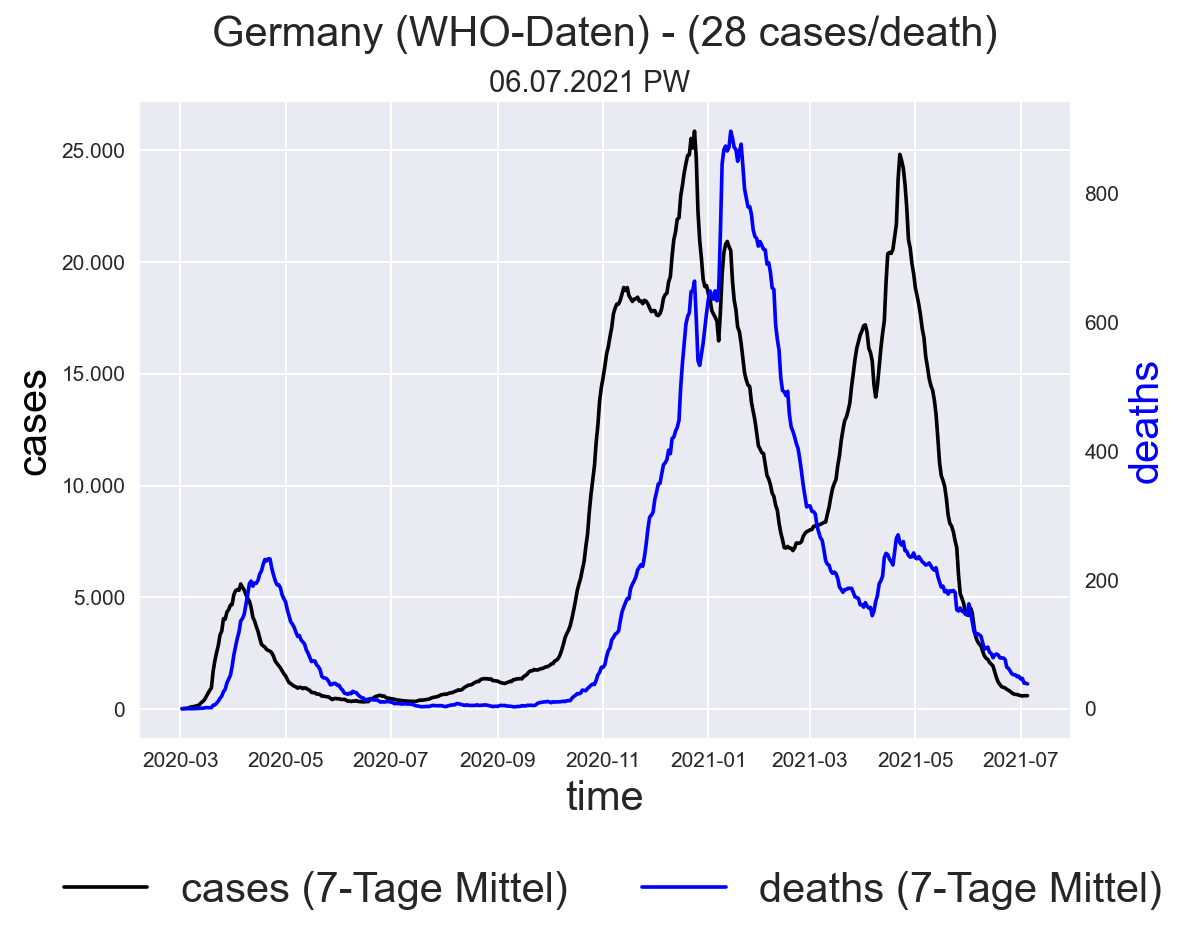 Germany (WHO-Daten) - (28 cases/death)
06.07.2021 PW
25.000
20.000
15.000
10.000
5.000
0
cases
800
600
400
200
0
deaths
2020-03 2020-05 2020-07 2020-09 2020-11 2021-01 2021-03 2021-05 2021-07
time
cases (7-Tage Mittel) deaths (7-Tage Mittel)